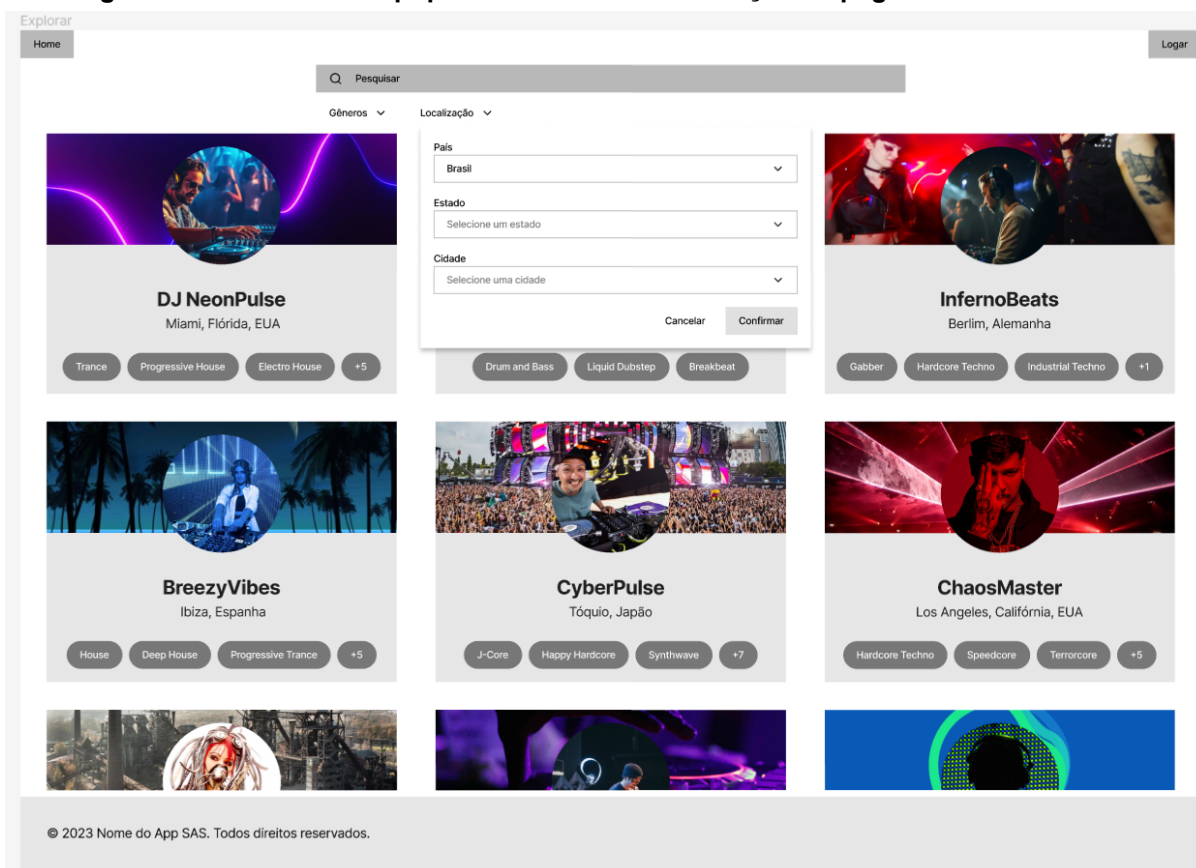 Explorar
Home
Logar
Pesquisar
Gêneros
Localização
País
Brasil
Estado
Selecione um estado
Cidade
Selecione uma cidade
Cancelar
Confirmar
DJ NeonPulse
Miami, Flórida, EUA
Trance
Progressive House
Electro House
+5
Drum and Bass
Liquid Dubstep
Breakbeat
InfernoBeats
Berlim, Alemanha
Gabber
Hardcore Techno
Industrial Techno
+1
BreezyVibes
Ibiza, Espanha
House
Deep House
Progressive Trance
+5
CyberPulse
Tóquio, Japão
J-Core
Happy Hardcore
Synthwave
+7
ChaosMaster
Los Angeles, Califórnia, EUA
Hardcore Techno
Speedcore
Terrorcore
+5
© 2023 Nome do App SAS. Todos direitos reservados.